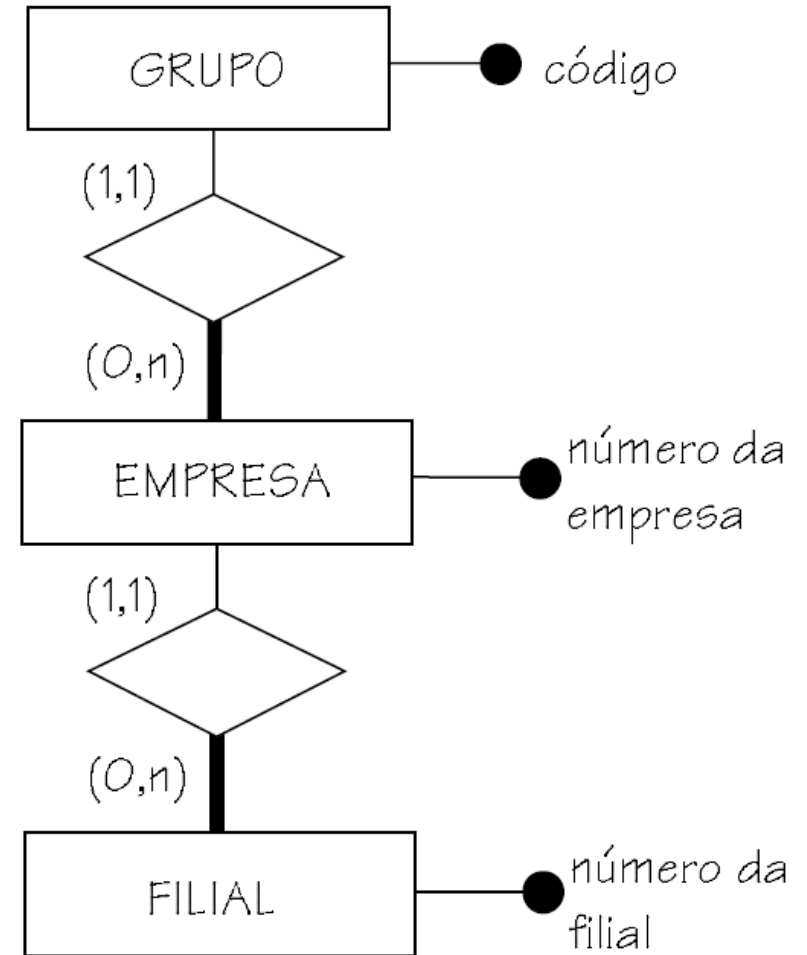 GRUPO
código
(1,1)
(0,n)
EMPRESA
número da
empresa
(1,1)
(0,n)
FILIAL
número da
filial